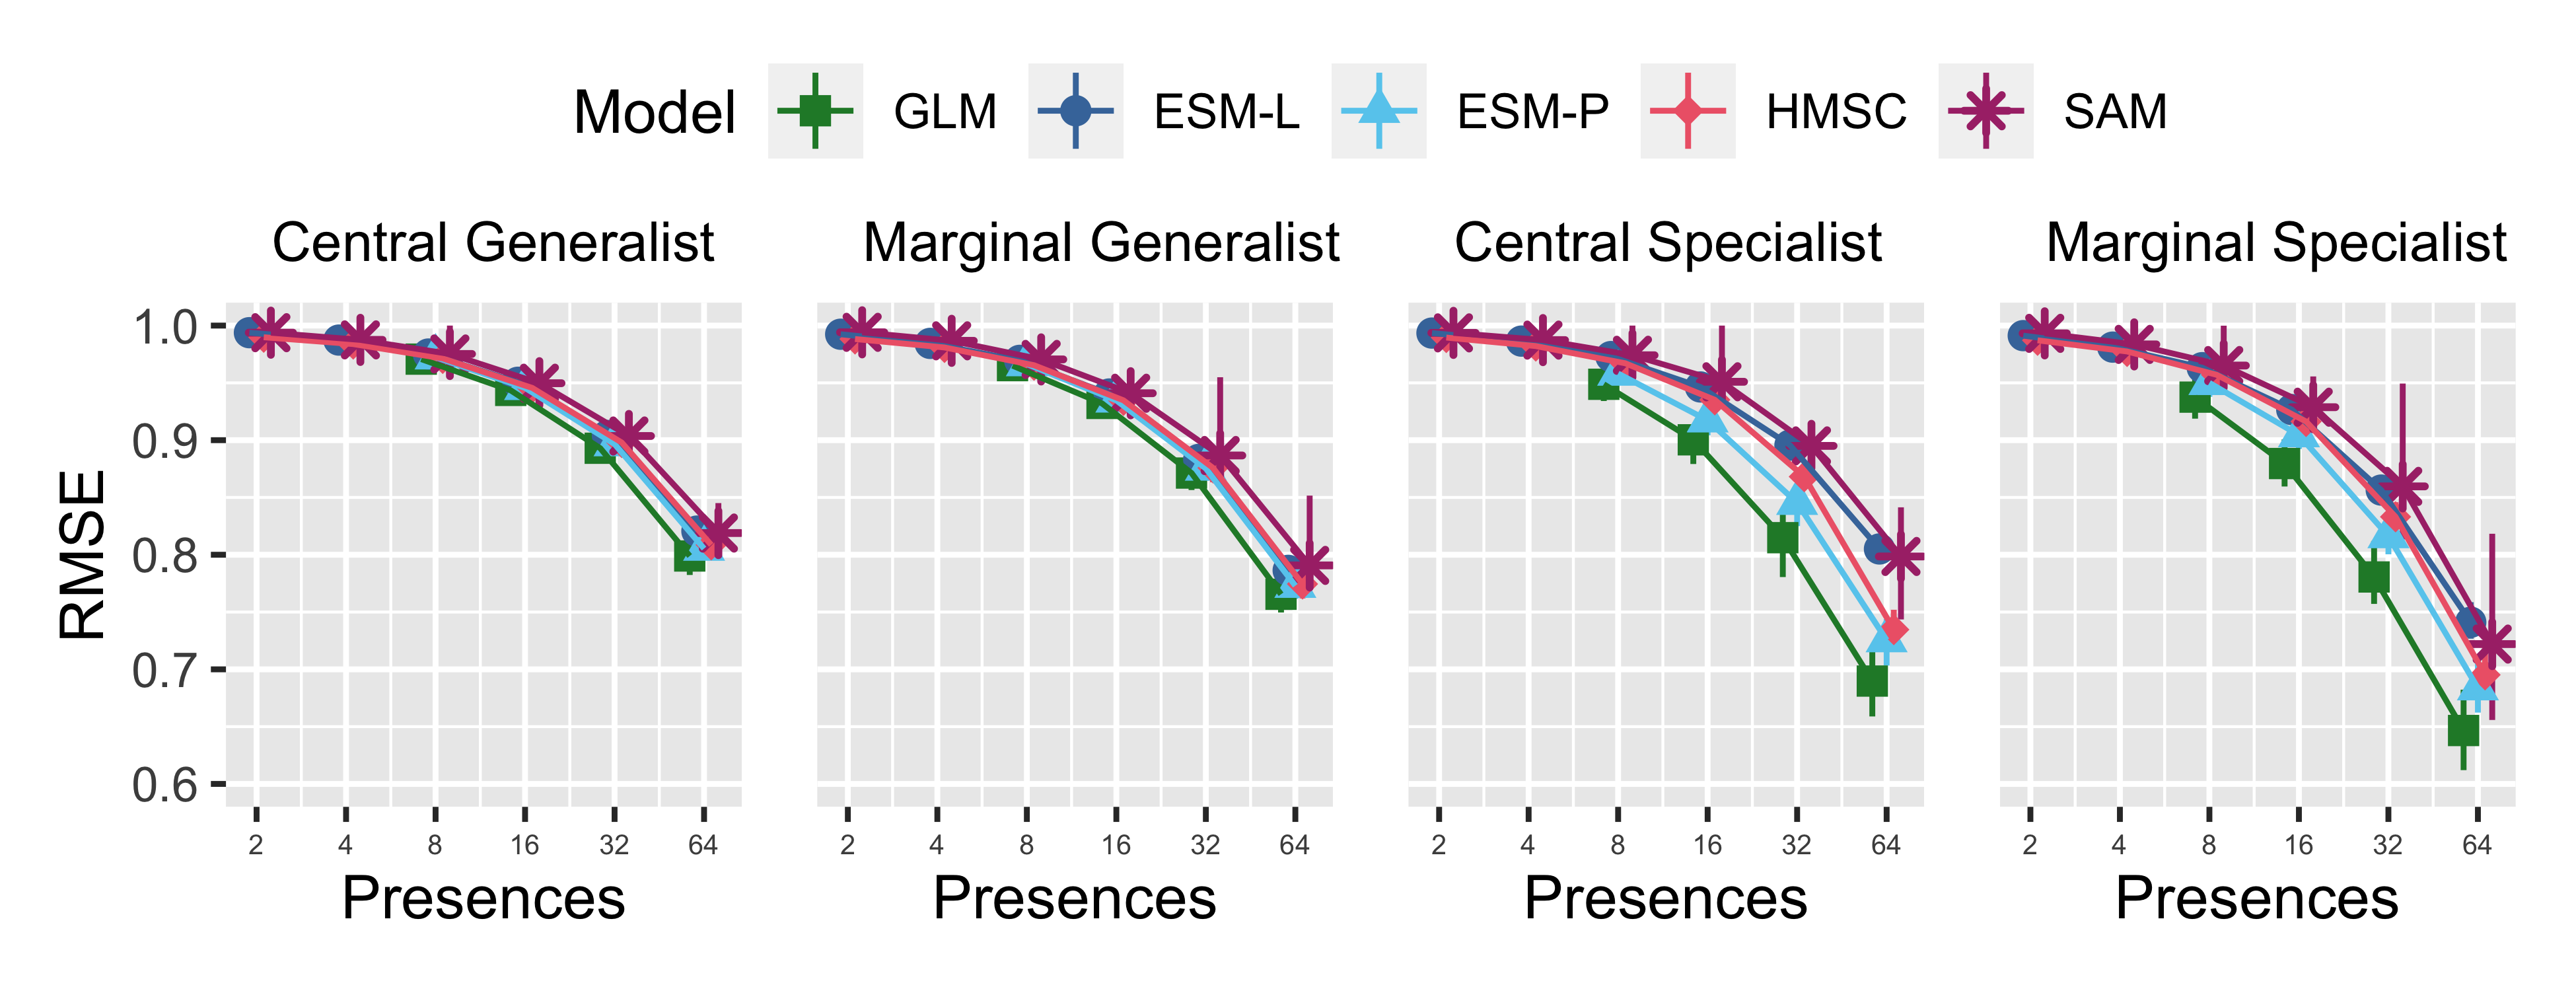 Model GLM ESM-L ESM-P HMSC SAM
Central Generalist Marginal Generalist Central Specialist Marginal Specialist
RMSE
1.0
0.9
0.8
0.7
0.6
2 4 8 16 32 64 2 4 8 16 32 64 2 4 8 16 32 64 2 4 8 16 32 64
Presences Presences Presences Presences